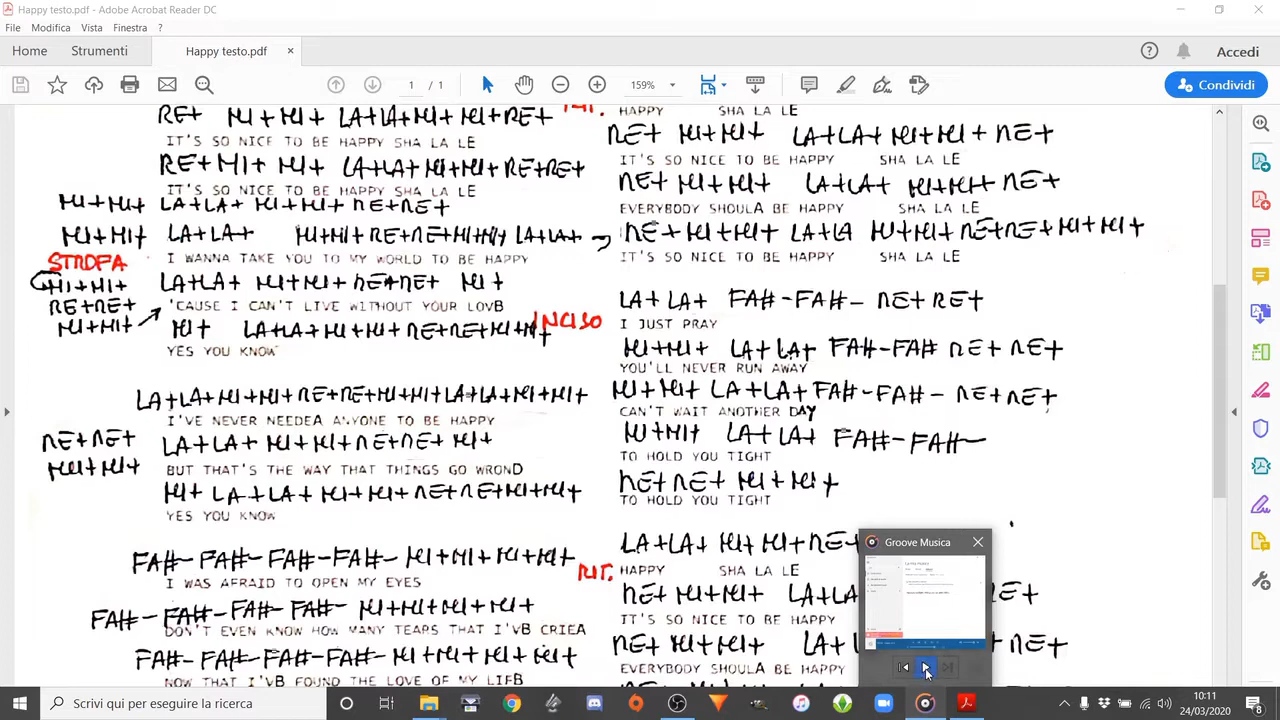 Happy testo.pdf - Adobe Acrobat Reader DC
File Modifica Vista Finestra ?
Home Strumenti Happy testo.pdf × Accedi
1 / 1 159% Condividi
RE+ MI+MI+ LA+LA+MI+MI+RE+
IT'S SO NICE TO BE HAPPY SHA LA LE
RE+MI+ MI+ LA+LA+MI+MI+RE+RE+
IT'S SO NICE TO BE HAPPY SHA LA LE
MI+MI+ LA+LA+ MI+MI+ RE+RE+
MI+MI+ LA+LA+ MI+MI+RE+RE+MI+MI+ LA+LA+
I WANNA TAKE YOU TO MY WORLD TO BE HAPPY
STROFA
MI+MI+ LA+LA+ MI+MI+ RE+RE+ MI+
RE+RE+ 'CAUSE I CAN'T LIVE WITHOUT YOUR LOVB
MI+MI+ MI+ LA+LA+MI+MI+RE+RE+MI+MI+ INCISO
YES YOU KNOW
LA+LA+MI+MI+RE+RE+MI+MI+LA+LA+MI+MI+
I'VE NEVER NEEDEA ANYONE TO BE HAPPY
RE+RE+ LA+LA+ MI+MI+RE+RE+ MI+
MI+MI+ BUT THAT'S THE WAY THAT THINGS GO WROND
MI+ LA+LA+ MI+MI+RE+RE+MI+MI+
YES YOU KNOW
FA#- FA#- FA#- FA#- MI+MI+MI+MI+
I WAS AFRAID TO OPEN MY EYES RIT.
FA#- FA#- FA#- FA#- MI+MI+MI+MI+
DON'T EVEN KNOW HOW MANY TEARS THAT I'VB CRIEA
FA#- FA#- FA#- FA#- MI+MI+MI+MI+
NOW THAT I'VB FOUND THE LOVE OF MY LIFB
HAPPY SHA LA LE
RE+ MI+MI+ LA+LA+ MI+MI+ RE+
IT'S SO NICE TO BE HAPPY SHA LA LE
RE+ MI+MI+ LA+LA+ MI+MI+ RE+
EVERYBODY SHOULA BE HAPPY SHA LA LE
RE+MI+MI+ LA+LA MI+MI+RE+RE+MI+MI+
IT'S SO NICE TO BE HAPPY SHA LA LE
LA+LA+ FA#-FA#- RE+RE+
I JUST PRAY
MI+MI+ LA+LA+ FA#-FA# RE+ RE+
YOU'LL NEVER RUN AWAY
MI+MI+ LA+LA+FA#-FA#- RE+RE+
CAN'T WAIT ANOTHER DAY
MI+MI+ LA+LA+ FA#-FA#-
TO HOLD YOU TIGHT
RE+RE+ MI+MI+
TO HOLD YOU TIGHT
LA+LA+ MI+MI+RE+
HAPPY SHA LA LE
RE+ MI+MI+
IT'S SO NICE TO BE HAPPY
RE+ MI+MI+
EVERYBODY SHOULA BE HAPPY
Groove Musica
Scrivi qui per eseguire la ricerca
10:11
24/03/2020
8